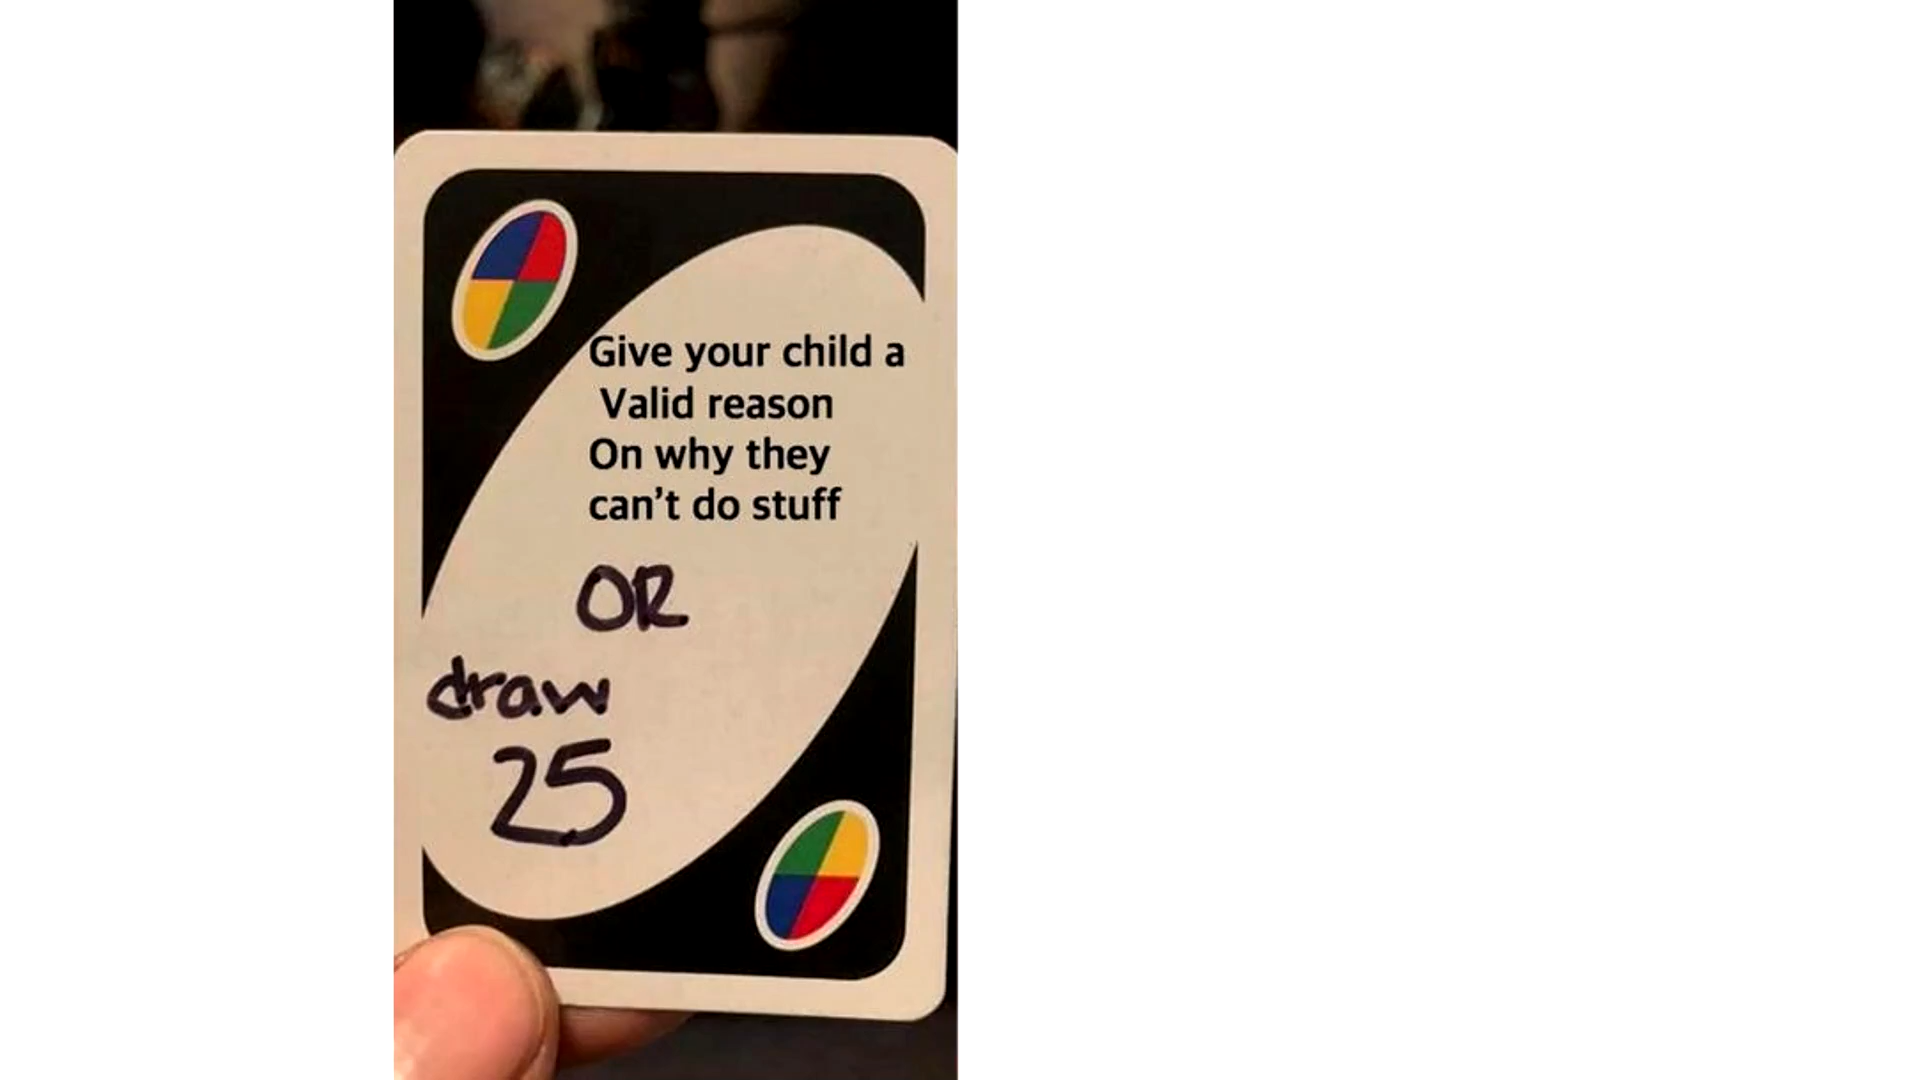 Give your child a
Valid reason
On why they
can't do stuff
OR
draw
25